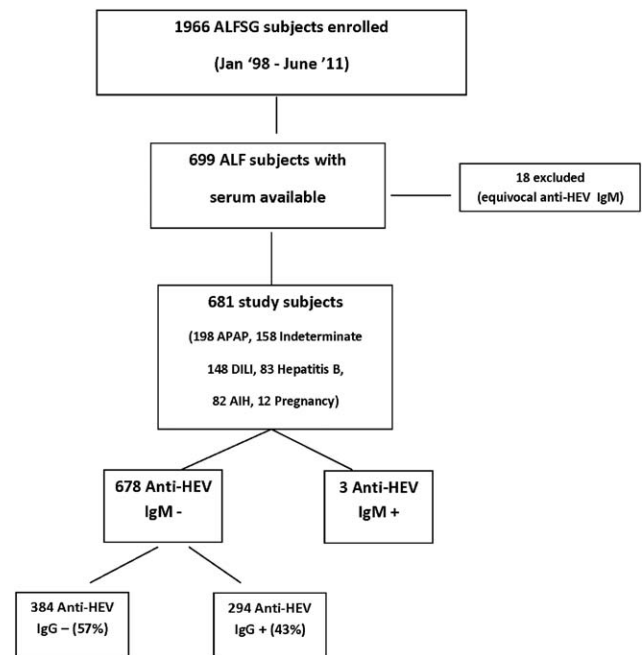 1966 ALFSG subjects enrolled
(Jan ‘98 - June ’11)
699 ALF subjects with
serum available
18 excluded
(equivocal anti-HEV IgM)
681 study subjects
(198 APAP, 158 Indeterminate
148 DILI, 83 Hepatitis B,
82 AIH, 12 Pregnancy)
678 Anti-HEV
IgM -
3 Anti-HEV
IgM +
384 Anti-HEV
IgG – (57%)
294 Anti-HEV
IgG + (43%)